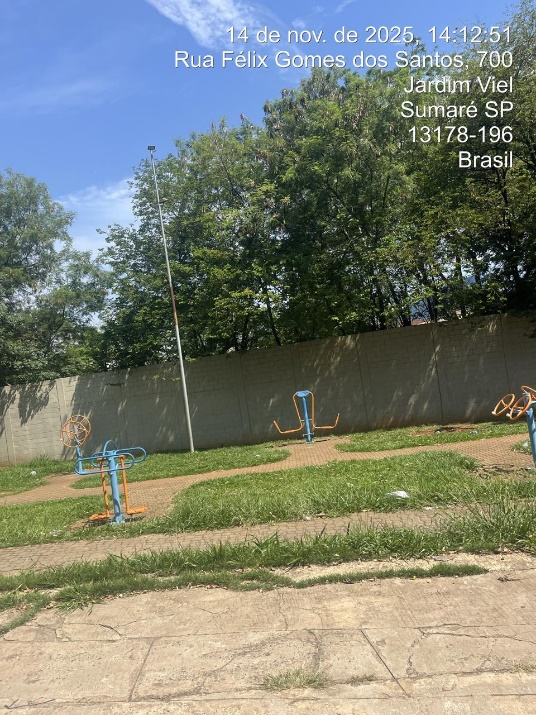 14 de nov. de 2025, 14:12:51
Rua Félix Gomes dos Santos, 700
Jardim Viel
Sumaré SP
13178-196
Brasil